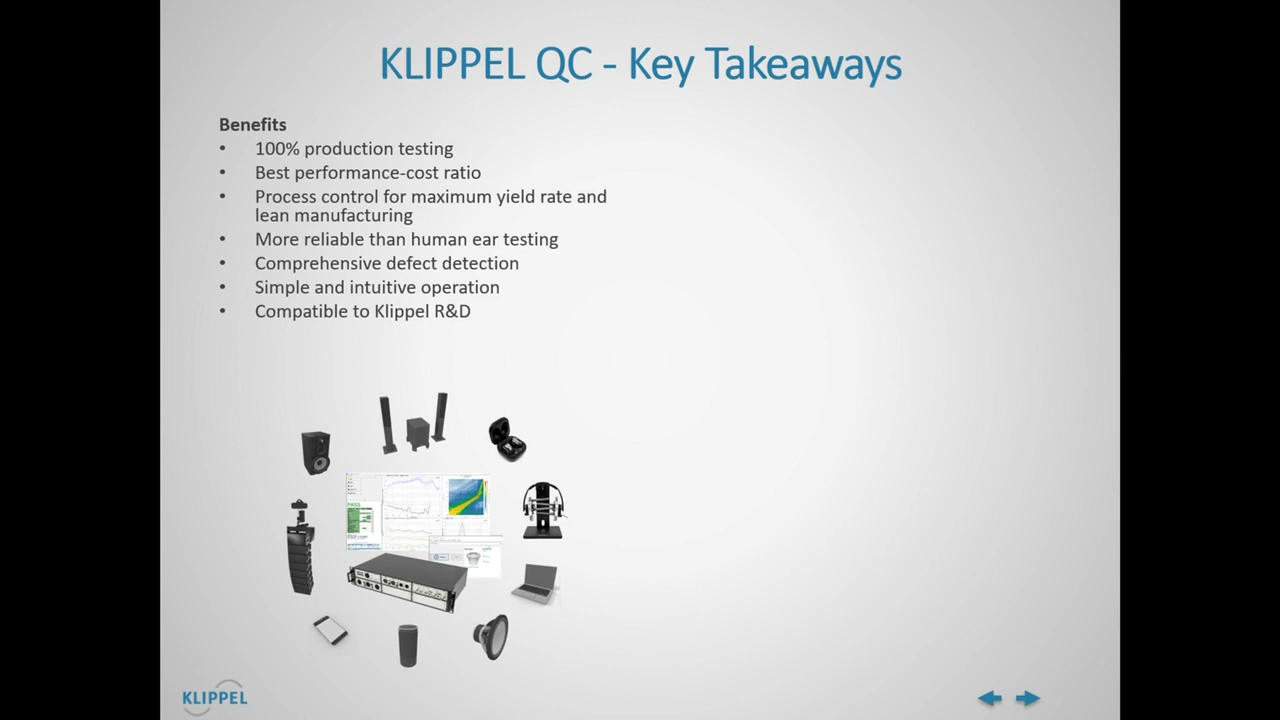 KLIPPEL QC - Key Takeaways
Benefits
• 100% production testing
• Best performance-cost ratio
• Process control for maximum yield rate and
lean manufacturing
• More reliable than human ear testing
• Comprehensive defect detection
• Simple and intuitive operation
• Compatible to Klippel R&D
PASS
KLIPPEL